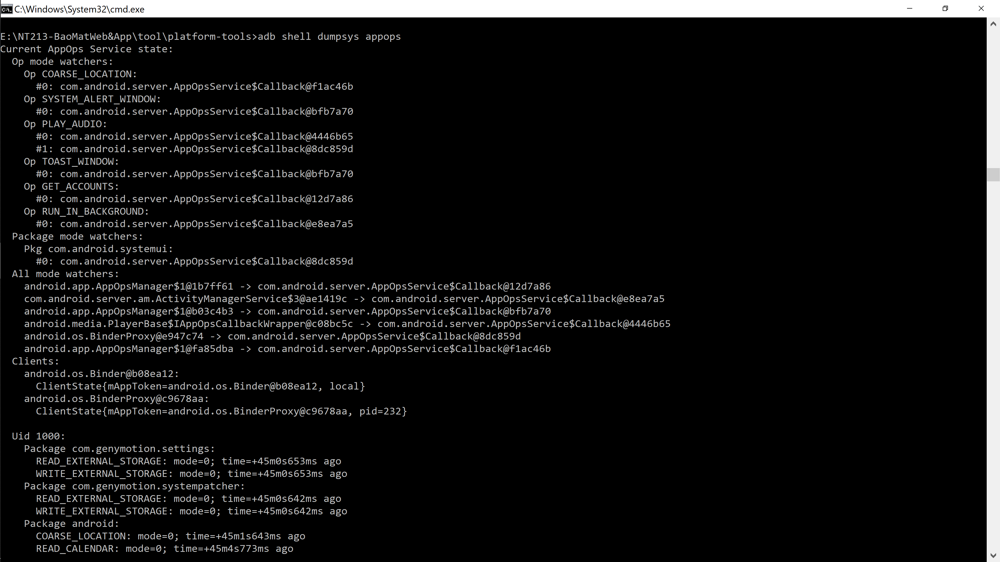 C:\Windows\System32\cmd.exe
E:\NT213-BaoMatWeb&App\tool\platform-tools>adb shell dumpsys appops
Current AppOps Service state:
  Op mode watchers:
    Op COARSE_LOCATION:
      #0: com.android.server.AppOpsService$Callback@f1ac46b
    Op SYSTEM_ALERT_WINDOW:
      #0: com.android.server.AppOpsService$Callback@bfb7a70
    Op PLAY_AUDIO:
      #0: com.android.server.AppOpsService$Callback@4446b65
      #1: com.android.server.AppOpsService$Callback@8dc859d
    Op TOAST_WINDOW:
      #0: com.android.server.AppOpsService$Callback@bfb7a70
    Op GET_ACCOUNTS:
      #0: com.android.server.AppOpsService$Callback@12d7a86
    Op RUN_IN_BACKGROUND:
      #0: com.android.server.AppOpsService$Callback@e8ea7a5
  Package mode watchers:
    Pkg com.android.systemui:
      #0: com.android.server.AppOpsService$Callback@8dc859d
  All mode watchers:
    android.app.AppOpsManager$1@1b7ff61 -> com.android.server.AppOpsService$Callback@12d7a86
    com.android.server.am.ActivityManagerService$3@ae1419c -> com.android.server.AppOpsService$Callback@e8ea7a5
    android.app.AppOpsManager$1@b03c4b3 -> com.android.server.AppOpsService$Callback@bfb7a70
    android.media.PlayerBase$IAppOpsCallbackWrapper@c08bc5c -> com.android.server.AppOpsService$Callback@4446b65
    android.os.BinderProxy@e947c74 -> com.android.server.AppOpsService$Callback@8dc859d
    android.app.AppOpsManager$1@fa85dba -> com.android.server.AppOpsService$Callback@f1ac46b
  Clients:
    android.os.Binder@b08ea12:
      ClientState{mAppToken=android.os.Binder@b08ea12, local}
    android.os.BinderProxy@c9678aa:
      ClientState{mAppToken=android.os.BinderProxy@c9678aa, pid=232}
  Uid 1000:
    Package com.genymotion.settings:
      READ_EXTERNAL_STORAGE: mode=0; time=+45m0s653ms ago
      WRITE_EXTERNAL_STORAGE: mode=0; time=+45m0s653ms ago
    Package com.genymotion.systempatcher:
      READ_EXTERNAL_STORAGE: mode=0; time=+45m0s642ms ago
      WRITE_EXTERNAL_STORAGE: mode=0; time=+45m0s642ms ago
    Package android:
      COARSE_LOCATION: mode=0; time=+45m1s643ms ago
      READ_CALENDAR: mode=0; time=+45m4s773ms ago